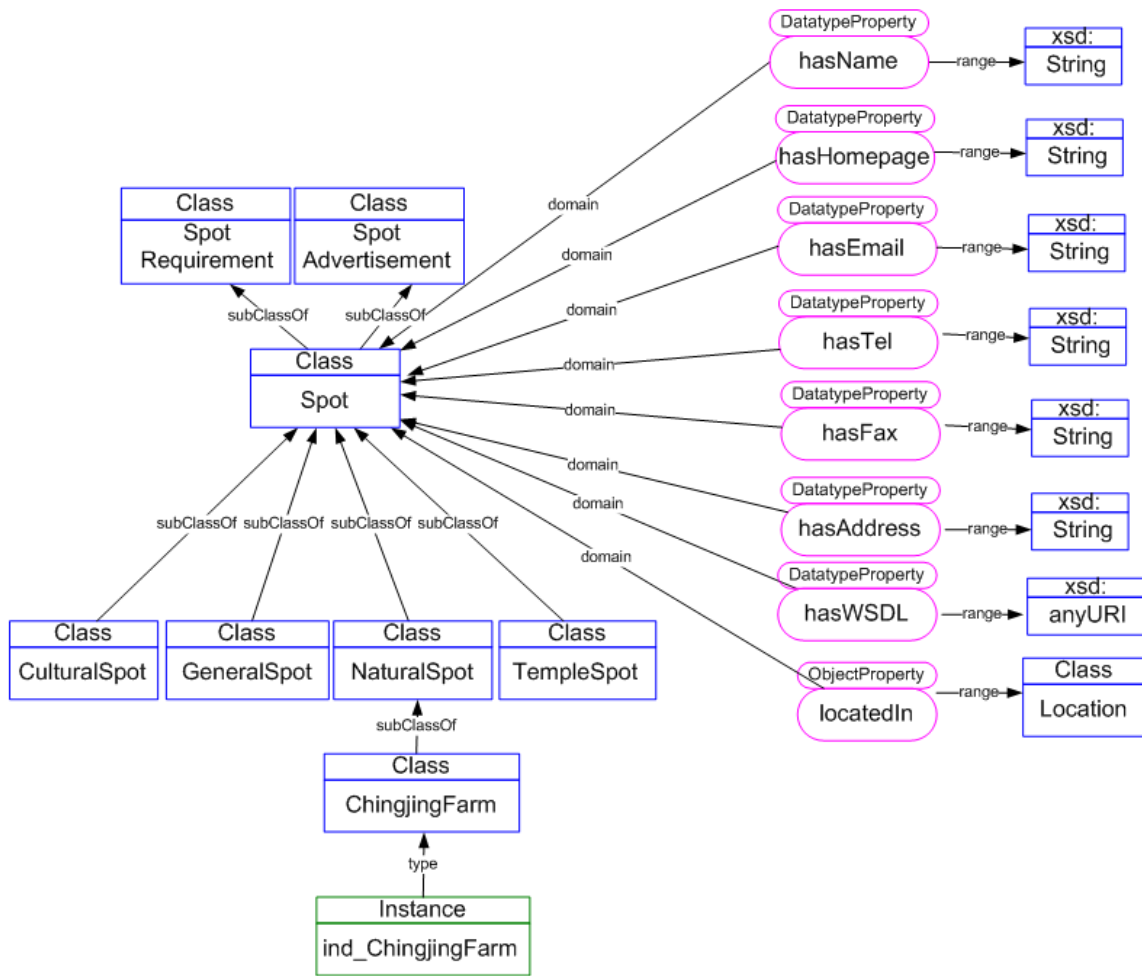 DatatypeProperty
hasName
range
xsd:
String
DatatypeProperty
hasHomepage
range
xsd:
String
domain
Class
Spot
Requirement
Class
Spot
Advertisement
DatatypeProperty
hasEmail
range
xsd:
String
domain
subClassOf
subClassOf
domain
DatatypeProperty
hasTel
range
xsd:
String
Class
Spot
domain
domain
DatatypeProperty
hasFax
range
xsd:
String
domain
DatatypeProperty
hasAddress
range
xsd:
String
domain
subClassOf
subClassOf
subClassOf
subClassOf
domain
DatatypeProperty
hasWSDL
range
xsd:
anyURI
Class
CulturalSpot
Class
GeneralSpot
Class
NaturalSpot
Class
TempleSpot
ObjectProperty
locatedIn
range
Class
Location
subClassOf
Class
ChingjingFarm
type
Instance
ind_ChingjingFarm